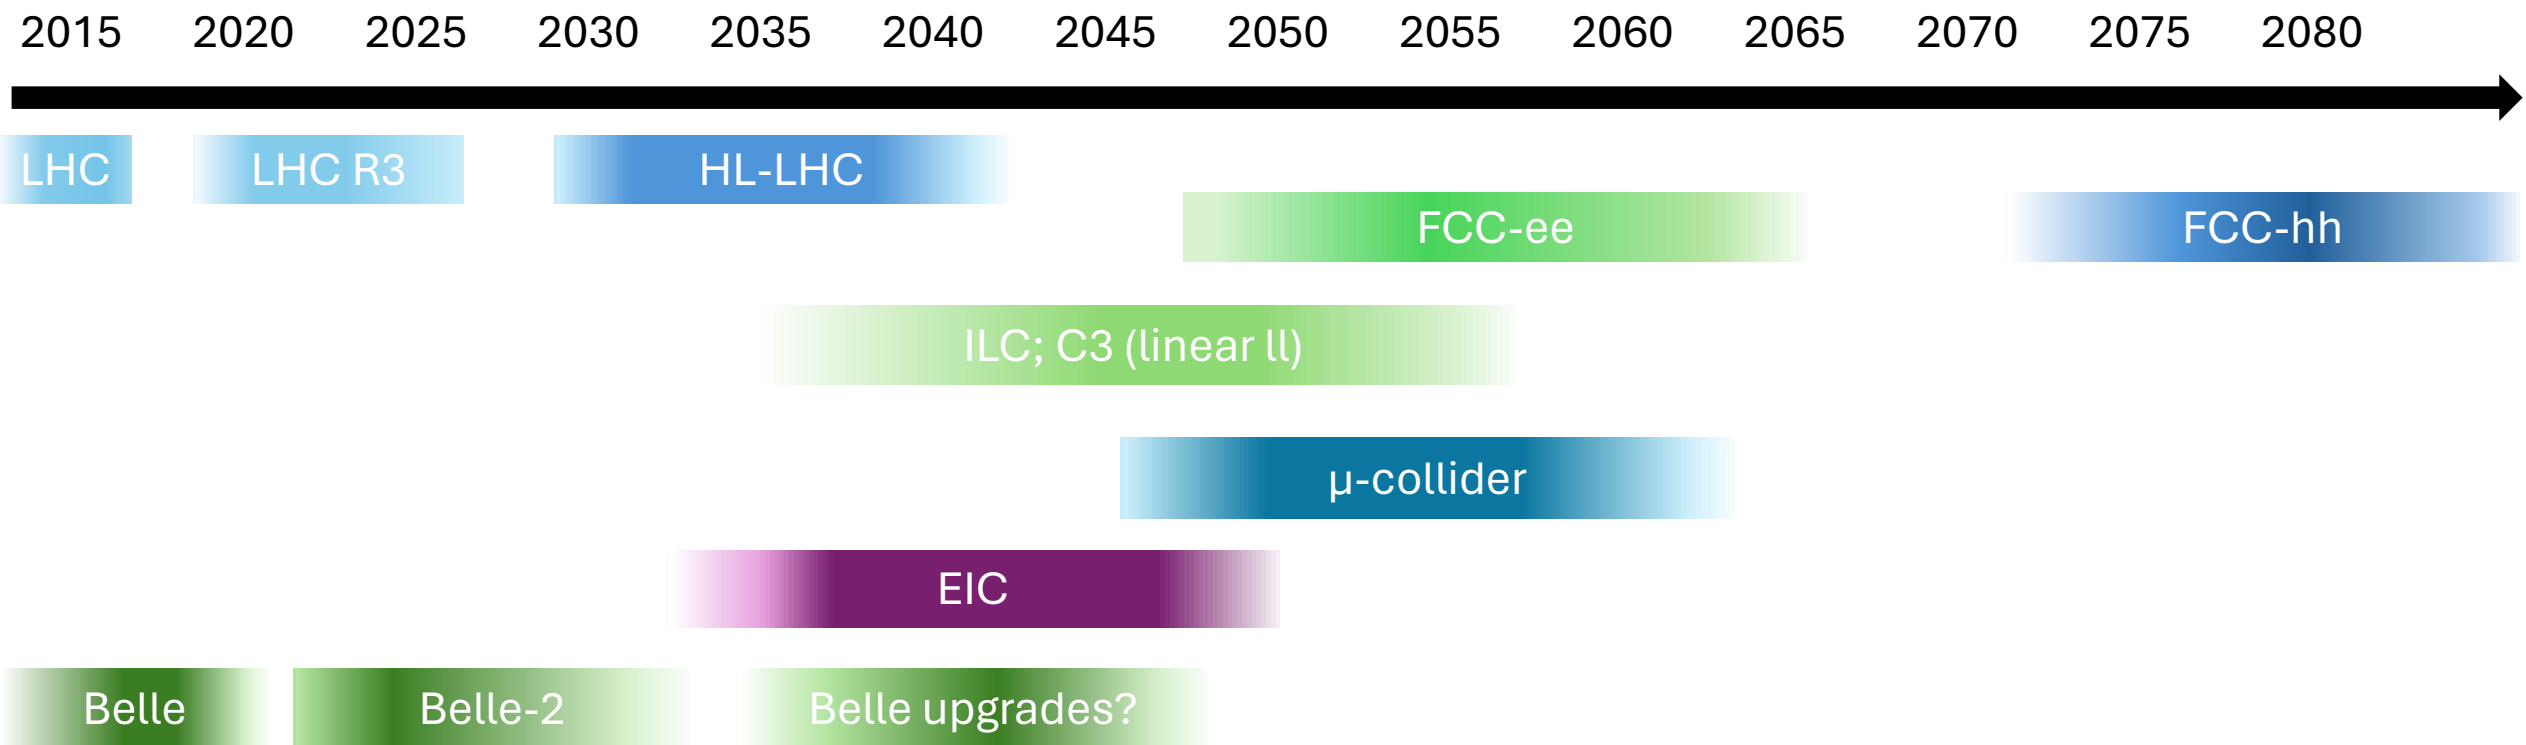 2015 2020 2025 2030 2035 2040 2045 2050 2055 2060 2065 2070 2075 2080
LHC LHC R3 HL-LHC
FCC-ee FCC-hh
ILC; C3 (linear ll)
µ-collider
EIC
Belle Belle-2 Belle upgrades?